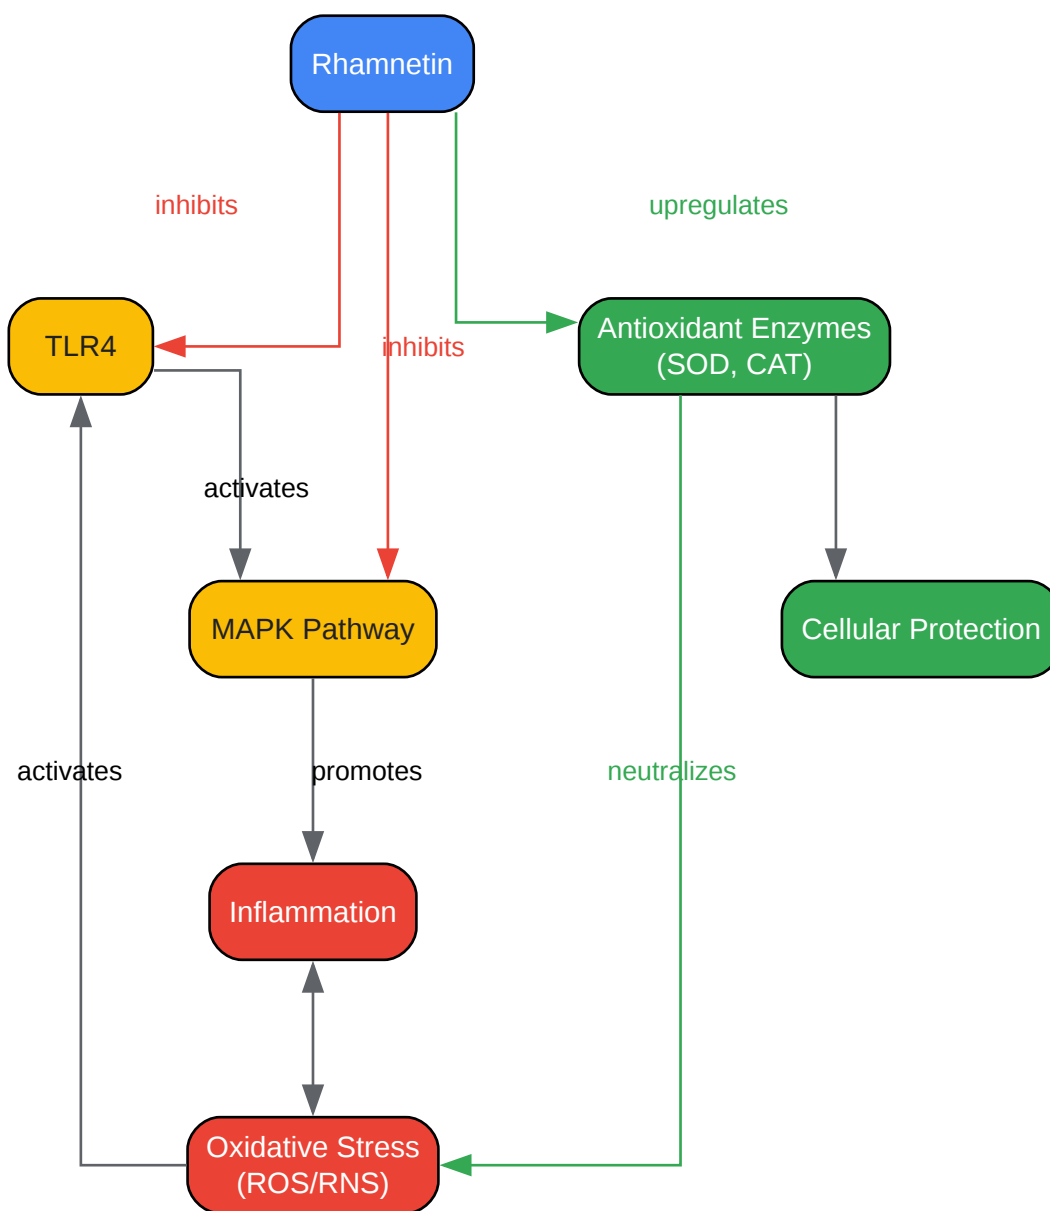 Rhamnetin
inhibits
upregulates
TLR4
inhibits
Antioxidant Enzymes
(SOD, CAT)
activates
MAPK Pathway
Cellular Protection
activates
promotes
neutralizes
Inflammation
Oxidative Stress
(ROS/RNS)